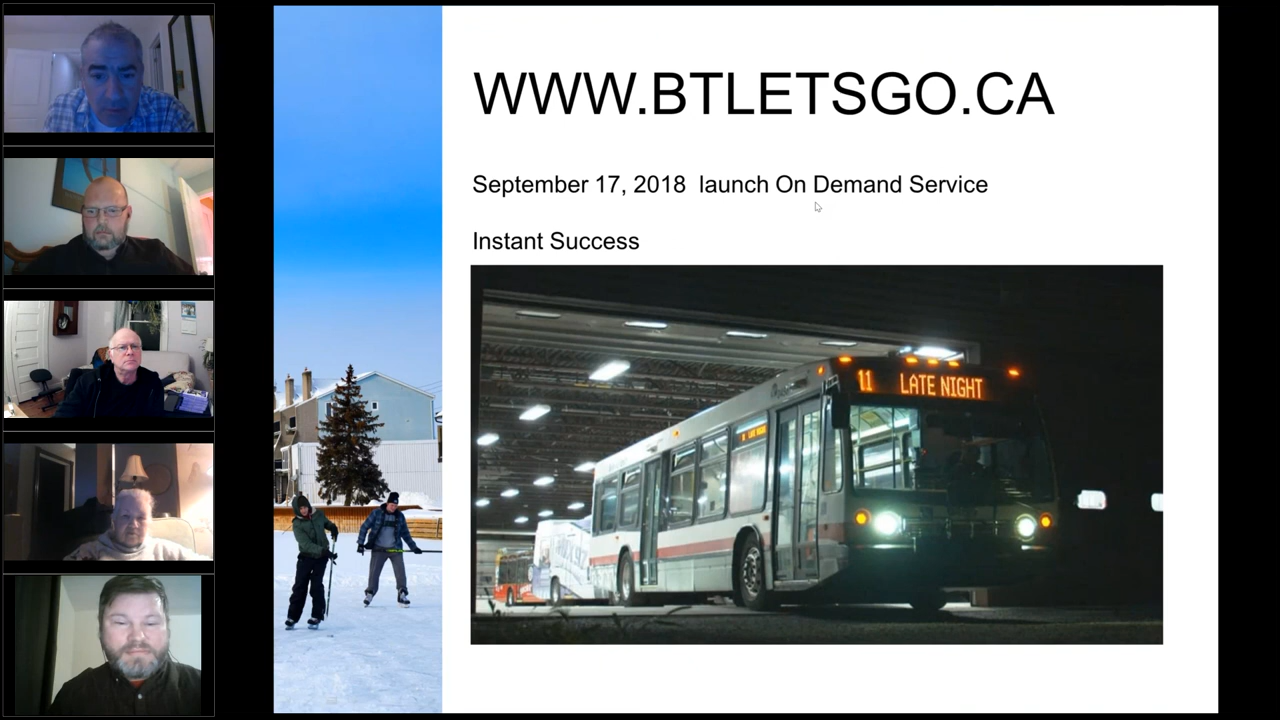 WWW.BTLETSGO.CA
September 17, 2018 launch On Demand Service
Instant Success
11 LATE NIGHT